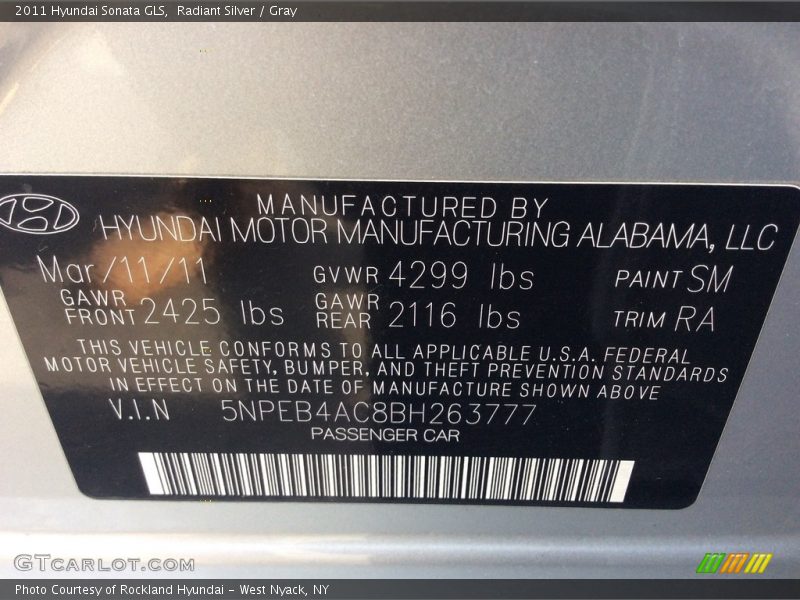 2011 Hyundai Sonata GLS, Radiant Silver / Gray
MANUFACTURED BY
HYUNDAI MOTOR MANUFACTURING ALABAMA, LLC
Mar/11/11 GVWR 4299 lbs PAINT SM
GAWR FRONT 2425 lbs GAWR REAR 2116 lbs TRIM RA
THIS VEHICLE CONFORMS TO ALL APPLICABLE U.S.A. FEDERAL
MOTOR VEHICLE SAFETY, BUMPER, AND THEFT PREVENTION STANDARDS
IN EFFECT ON THE DATE OF MANUFACTURE SHOWN ABOVE
V.I.N 5NPEB4AC8BH263777
PASSENGER CAR
GTCARLOT.COM
Photo Courtesy of Rockland Hyundai - West Nyack, NY